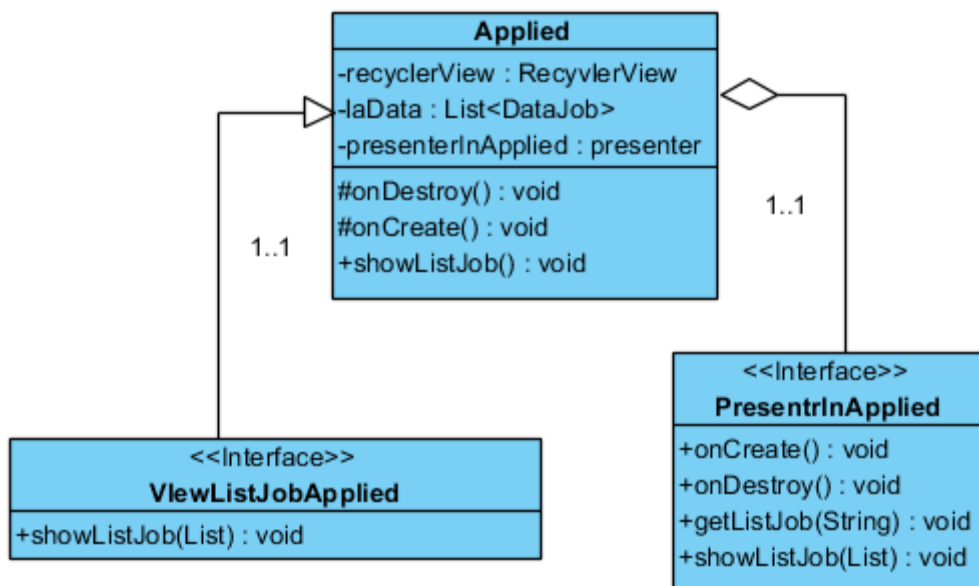 Applied
-recyclerView : RecyvlerView
-laData : List<DataJob>
-presenterInApplied : presenter
#onDestroy() : void
#onCreate() : void
+showListJob() : void
1..1
1..1
<<Interface>>
PresentrInApplied
+onCreate() : void
+onDestroy() : void
+getListJob(String) : void
+showListJob(List) : void
<<Interface>>
VIewListJobApplied
+showListJob(List) : void